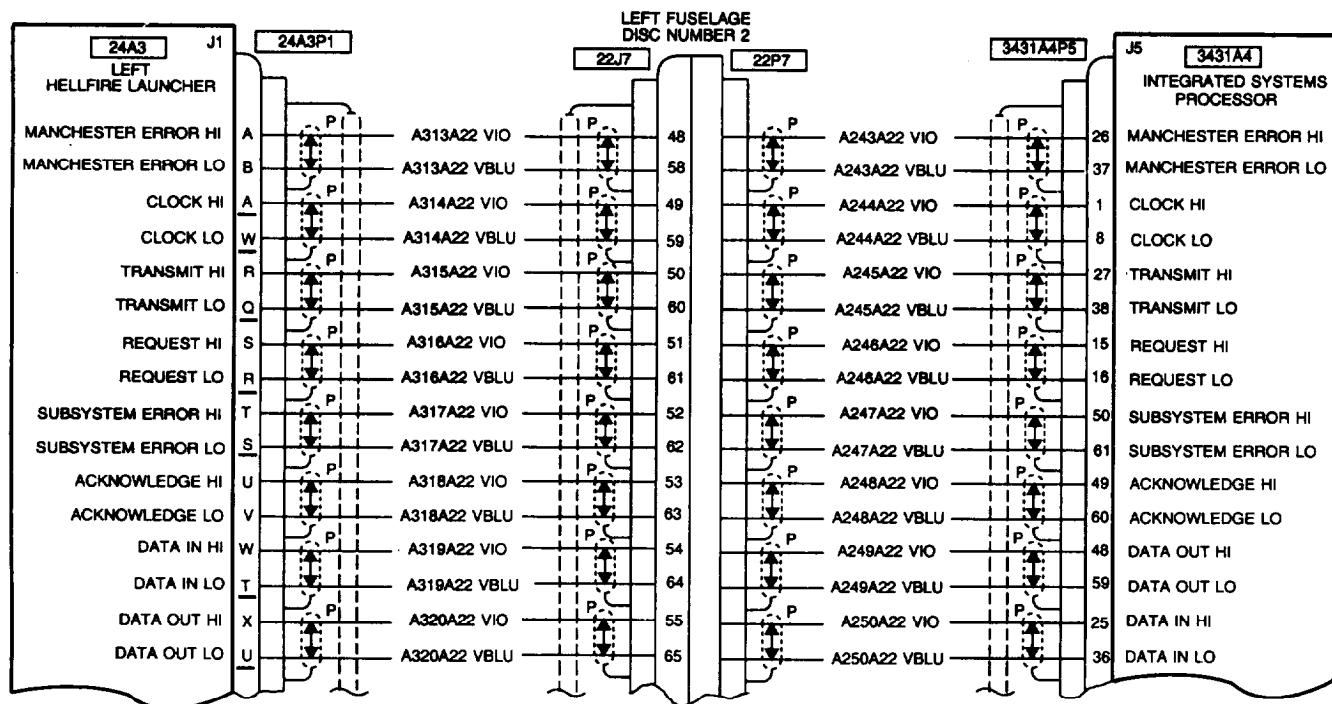 LEFT FUSELAGE
DISC NUMBER 2
24A3 J1 24A3P1 22J7 22P7 3431A4P5 J5 3431A4
LEFT
HELLFIRE LAUNCHER
INTEGRATED SYSTEMS
PROCESSOR
P P P P
MANCHESTER ERROR HI A A313A22 VIO 48 A243A22 VIO 26 MANCHESTER ERROR HI
MANCHESTER ERROR LO B A313A22 VBLU 58 A243A22 VBLU 37 MANCHESTER ERROR LO
P P P P
CLOCK HI A A314A22 VIO 49 A244A22 VIO 1 CLOCK HI
CLOCK LO W A314A22 VBLU 59 A244A22 VBLU 8 CLOCK LO
P P P P
TRANSMIT HI R A315A22 VIO 50 A245A22 VIO 27 TRANSMIT HI
TRANSMIT LO Q A315A22 VBLU 60 A245A22 VBLU 38 TRANSMIT LO
P P P P
REQUEST HI S A316A22 VIO 51 A246A22 VIO 15 REQUEST HI
REQUEST LO R A316A22 VBLU 61 A246A22 VBLU 16 REQUEST LO
P P P P
SUBSYSTEM ERROR HI T A317A22 VIO 52 A247A22 VIO 50 SUBSYSTEM ERROR HI
SUBSYSTEM ERROR LO S A317A22 VBLU 62 A247A22 VBLU 61 SUBSYSTEM ERROR LO
P P P P
ACKNOWLEDGE HI U A318A22 VIO 53 A248A22 VIO 49 ACKNOWLEDGE HI
ACKNOWLEDGE LO V A318A22 VBLU 63 A248A22 VBLU 60 ACKNOWLEDGE LO
P P P P
DATA IN HI W A319A22 VIO 54 A249A22 VIO 48 DATA OUT HI
DATA IN LO T A319A22 VBLU 64 A249A22 VBLU 59 DATA OUT LO
P P P P
DATA OUT HI X A320A22 VIO 55 A250A22 VIO 25 DATA IN HI
DATA OUT LO U A320A22 VBLU 65 A250A22 VBLU 36 DATA IN LO